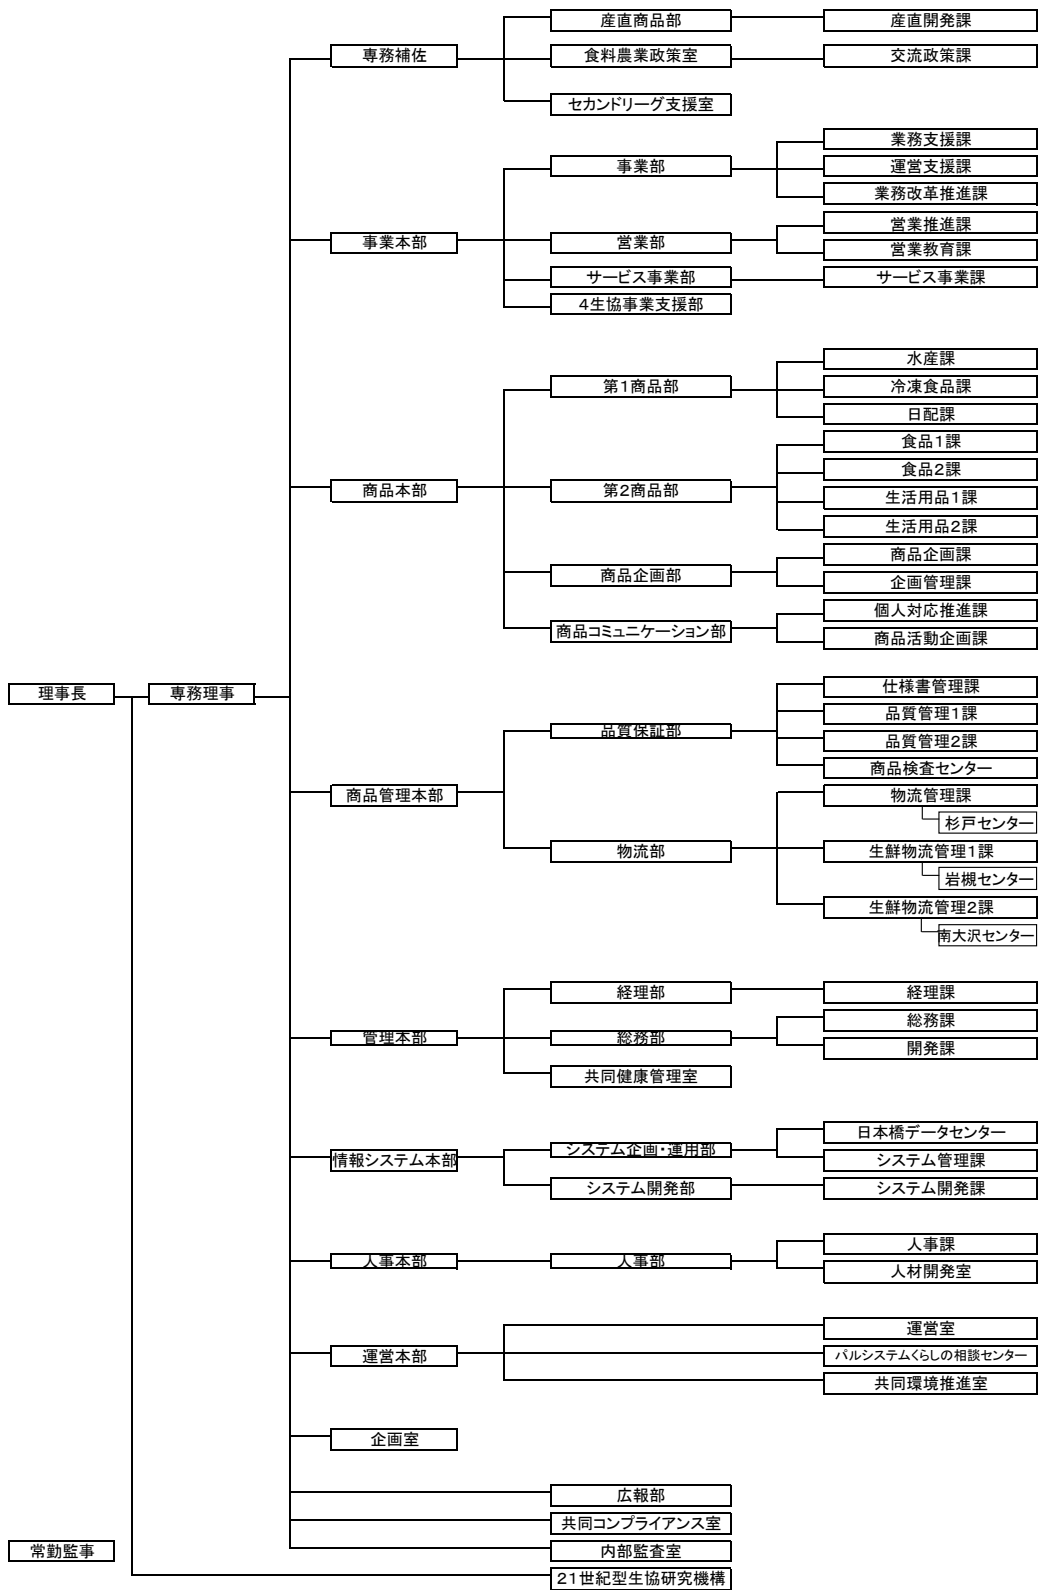 産直商品部 産直開発課
専務補佐 食料農業政策室 交流政策課
セカンドリーグ支援室
業務支援課
事業部 運営支援課
業務改革推進課
営業推進課
事業本部 営業部
営業教育課
サービス事業部 サービス事業課
4生協事業支援部
水産課
第1商品部 冷凍食品課
日配課
食品1課
食品2課
商品本部 第2商品部
生活用品1課
生活用品2課
商品企画課
商品企画部
企画管理課
個人対応推進課
商品コミュニケーション部
商品活動企画課
理事長 専務理事 仕様書管理課
品質管理1課
品質保証部
品質管理2課
商品検査センター
商品管理本部 物流管理課
杉戸センター
物流部 生鮮物流管理1課
岩槻センター
生鮮物流管理2課
南大沢センター
経理部 経理課
総務課
管理本部 総務部
開発課
共同健康管理室
日本橋データセンター
システム企画・運用部
情報システム本部 システム管理課
システム開発部 システム開発課
人事課
人事本部 人事部
人材開発室
運営室
運営本部 パルシステムくらしの相談センター
共同環境推進室
企画室
広報部
共同コンプライアンス室
常勤監事 内部監査室
21世紀型生協研究機構